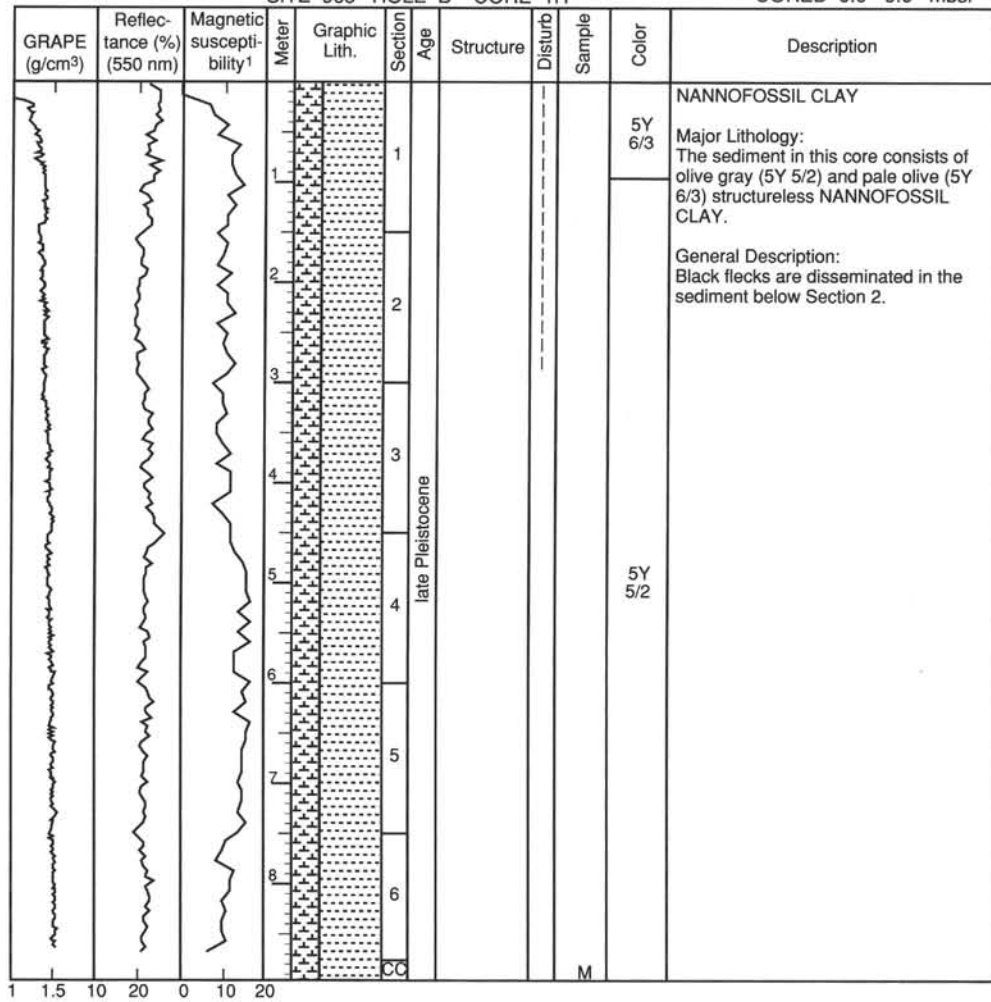 GRAPE
(g/cm³)
Reflec-
tance (%)
(550 nm)
Magnetic
suscepti-
bility¹
Meter
Graphic
Lith.
Section
Age
Structure
Disturb
Sample
Color
Description
1
2
3
4
5
6
7
8
1
2
3
4
5
6
CC
late Pleistocene
M
5Y
6/3
5Y
5/2
NANNOFOSSIL CLAY
Major Lithology:
The sediment in this core consists of
olive gray (5Y 5/2) and pale olive (5Y
6/3) structureless NANNOFOSSIL
CLAY.
General Description:
Black flecks are disseminated in the
sediment below Section 2.
1 1.5 10 20 0 10 20